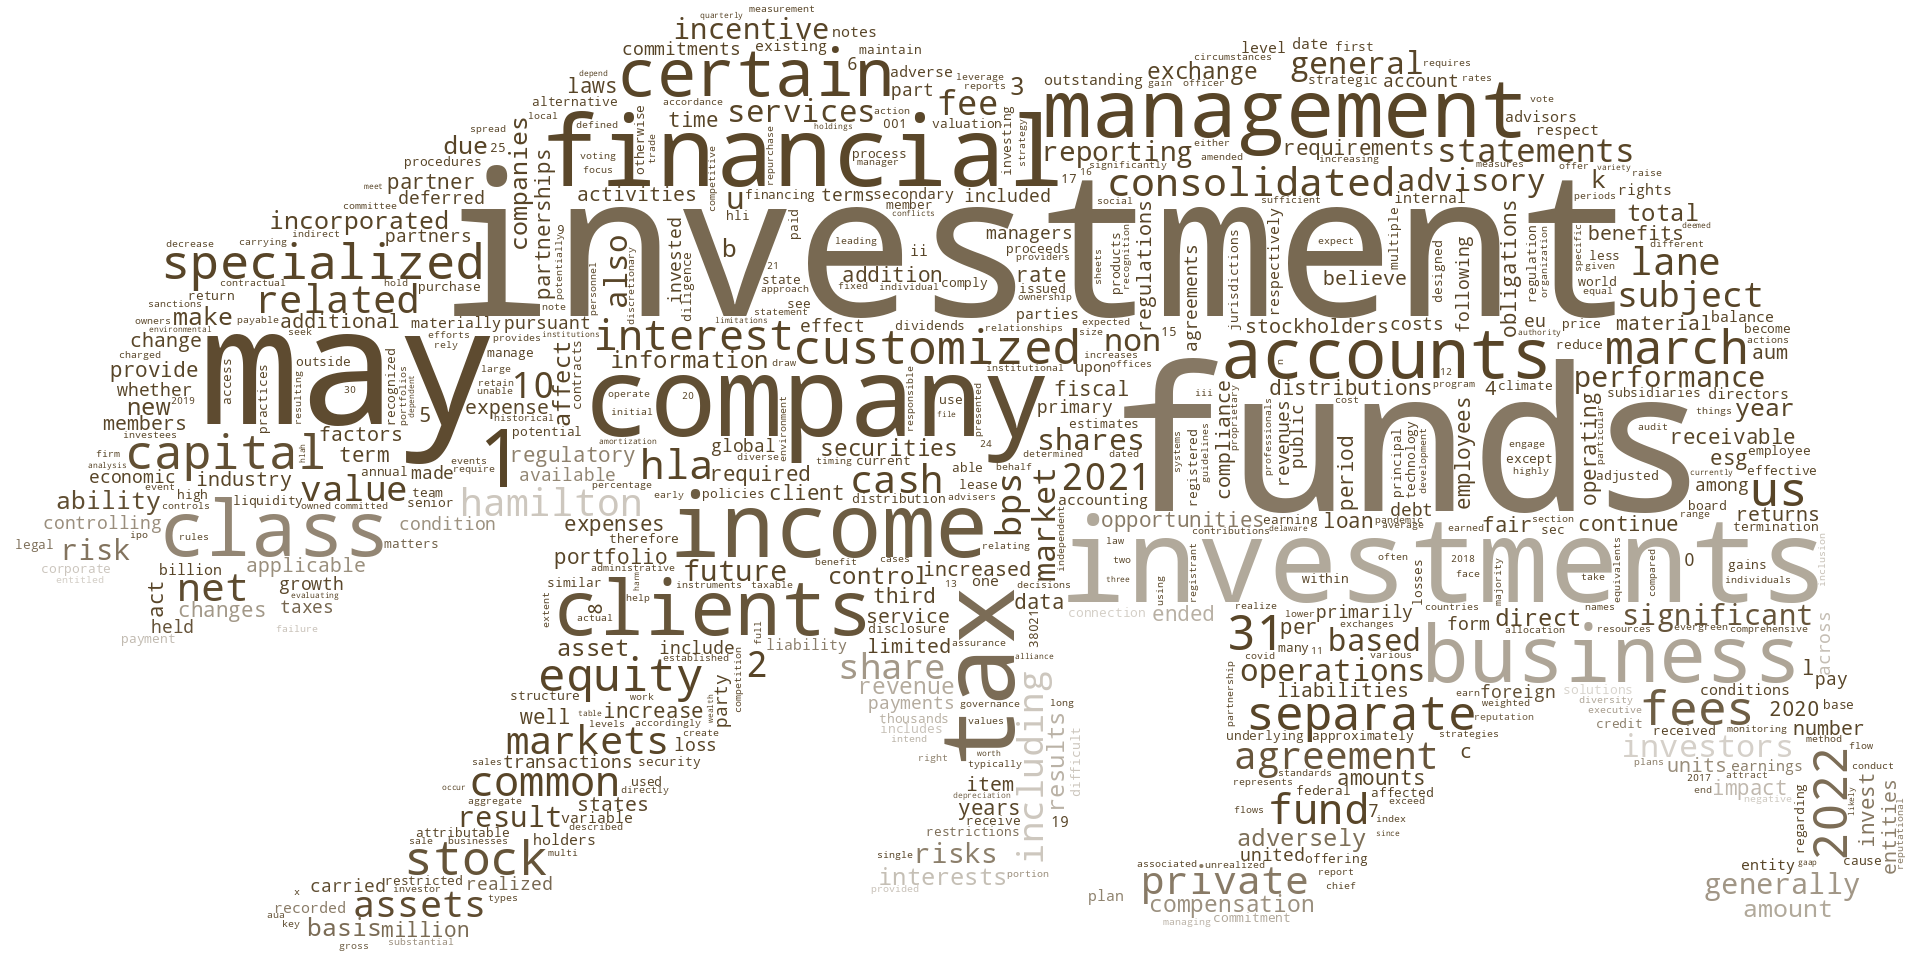 quarterly measurement
incentive notes
commitments existing maintain
certain 6
level date first
circumstances
general requires
laws adverse leverage
depend
reports
part 3
outstanding exchange
gain officer
strategic account rates
alternative
accordance
services action fee
management
vote
local defined
time
holdings
001 valuation
advisors
respect
spread
due 25
companies
otherwise
trade
financial
investing
strategy
reporting
either
amended
requirements
increasing
statements
measures
procedures
voting
focus
competitive
repurchase
process
manager
significantly
offer variety
raise
meet
partner
deferred
partnerships
activities
u
financing terms secondary included
member
conflicts
17 16
consolidated
social
sufficient
advisory
internal
k
periods
rights
committee
incorporated
indirect
partners
hli
paid
leading
managers
regulations
obligations
total
benefits deemed
decrease carrying
specialized
also
invested
b
ii
proceeds
providers
sheets
products
recognition
jurisdictions
respectively
expect
multiple
designed
following
regulation
organization
specific
different
less
given
lane
contractual hold
potentially
personnel
discretionary
diligence
investment
21
state
approach
addition
fixed individual comply
rate
issued
ownership
agreements
believe
world
equal
subject
return
related
purchase
note
see
statement
sanctions
owners payable
make
additional materially pursuant
institutions
limitations
parties
non
stockholders costs
eu
authority
price material balance
change
environmental
efforts
rely
provides
interest effect dividends
relationships
expected
size
15
become
actions
charged
provide
outside
may
manage
affect
contracts
information
draw
customized
increases
institutional upon
offices
accounts
n
reduce
march aum
whether
access
practices
resulting
recognized
portfolios
dependent
large
retain
unable
10
company
responsible
fiscal
distributions
12
program
4 climate
performance
new 2019
30
5
expense
historical
operate
initial
20
use
file
presented
primary
estimates
compliance
proprietary
iii
funds
cost
subsidiaries directors
things
year
members
investees
factors
hlah
1
potential
amortization
global
diverse
environment
securities
24
shares
determined dated
revenues
public
professionals
employees
engage
except
highly
operating
particular
audit
receivable
employee
firm
analysis
capital
term
events
require
regulatory
available
hla required
timing current
able
behalf
2021
systems
registered
guidelines
period
principal
technology
development
adjusted
esg
currently
effective
economic
industry
annual made
percentage early policies
client distribution
lease
advisers
cash
bps
market
accounting
debt
among
us
ability
event
high
controls
liquidity
value
owned committed
team
senior
hamilton
board
range
returns
controlling
class
condition
expenses
therefore
income
relating
independent
opportunities earning
contributions delaware
loan pandemic
average
earned
fair section
sec
continue
termination
legal
ipo
risk
rules
matters
portfolio
administrative
benefit cases
law
investments
0
gains
inclusion
corporate
entitled
billion
applicable
similar
instruments taxable
future control increased
two
three
using
registrant
within
often
2018
face
losses
majority
equivalents
take
compared
individuals
act
net
growth
evaluating
changes taxes
extent
8
actual
harm
help
clients
13 one
third
decisions
data
connection ended
realize
lower
exchanges
primarily
countries
names
significant
held
payment
failure
asset include
established
full
liability
service
disclosure
limited
assurance
38021
alliance
tax
31 per
many 11
covid
various
based
form direct
allocation
resources evergreen comprehensive
across
equity
2
competition
share
revenue
including
partnership
operations
liabilities
earn
weighted
foreign
reputation
business
solutions
diversity
executive
conditions
l
pay
structure work
well
table
levels
increase
accordingly
wealth
party
payments
thousands
includes
intend
governance
values
long
difficult
separate
strategies
credit
fees
received monitoring
2020 base
number
markets loss
create
right
worth
typically
results
underlying approximately
agreement
c
investors
method flow
sales
transactions security
occur
common used
directly
item
depreciation
represents
standards
federal
amounts
affected
plans units earnings
2017 attract
end
impact
negative
conduct
2022
likely
invest
aggregate
result states
variable
described
years
receive
19
flows
fund 7
exceed
index
since
regarding
entities
reputational
attributable
sale businesses
holders
multi
restrictions
adversely
stock
single risks
united offering
associated unrealized
report
chief
entity
gaap
cause
restricted
investor
carried
realized
types
interests
provided
portion
private
generally
x
aua
key
recorded
assets
plan
compensation
managing commitment
amount
basis million
substantial
gross